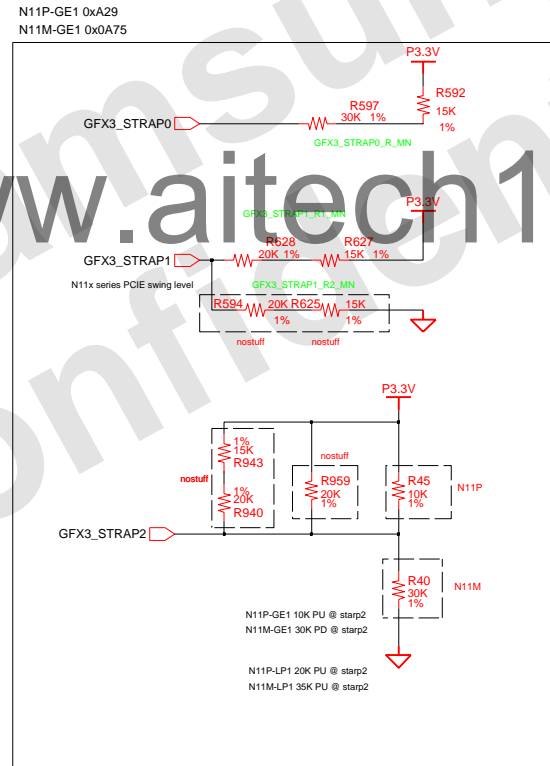 N11P-GE1 0xA29
N11M-GE1 0x0A75
P3.3V
R592
15K
1%
R597
30K 1%
GFX3_STRAP0
GFX3_STRAP0_R_MN
www.aitech1
P3.3V
GFX3_STRAP1_R1_MN
R628
20K 1%
R627
15K 1%
GFX3_STRAP1
N11x series PCIE swing level
GFX3_STRAP1_R2_MN
R594
20K
1%
R625
15K
1%
nostuff
nostuff
P3.3V
1%
15K
R943
nostuff
1%
20K
R940
nostuff
R959
20K
1%
R45
10K
1%
N11P
GFX3_STRAP2
R40
30K
1%
N11M
N11P-GE1 10K PU @ starp2
N11M-GE1 30K PD @ starp2
N11P-LP1 20K PU @ starp2
N11M-LP1 35K PU @ starp2